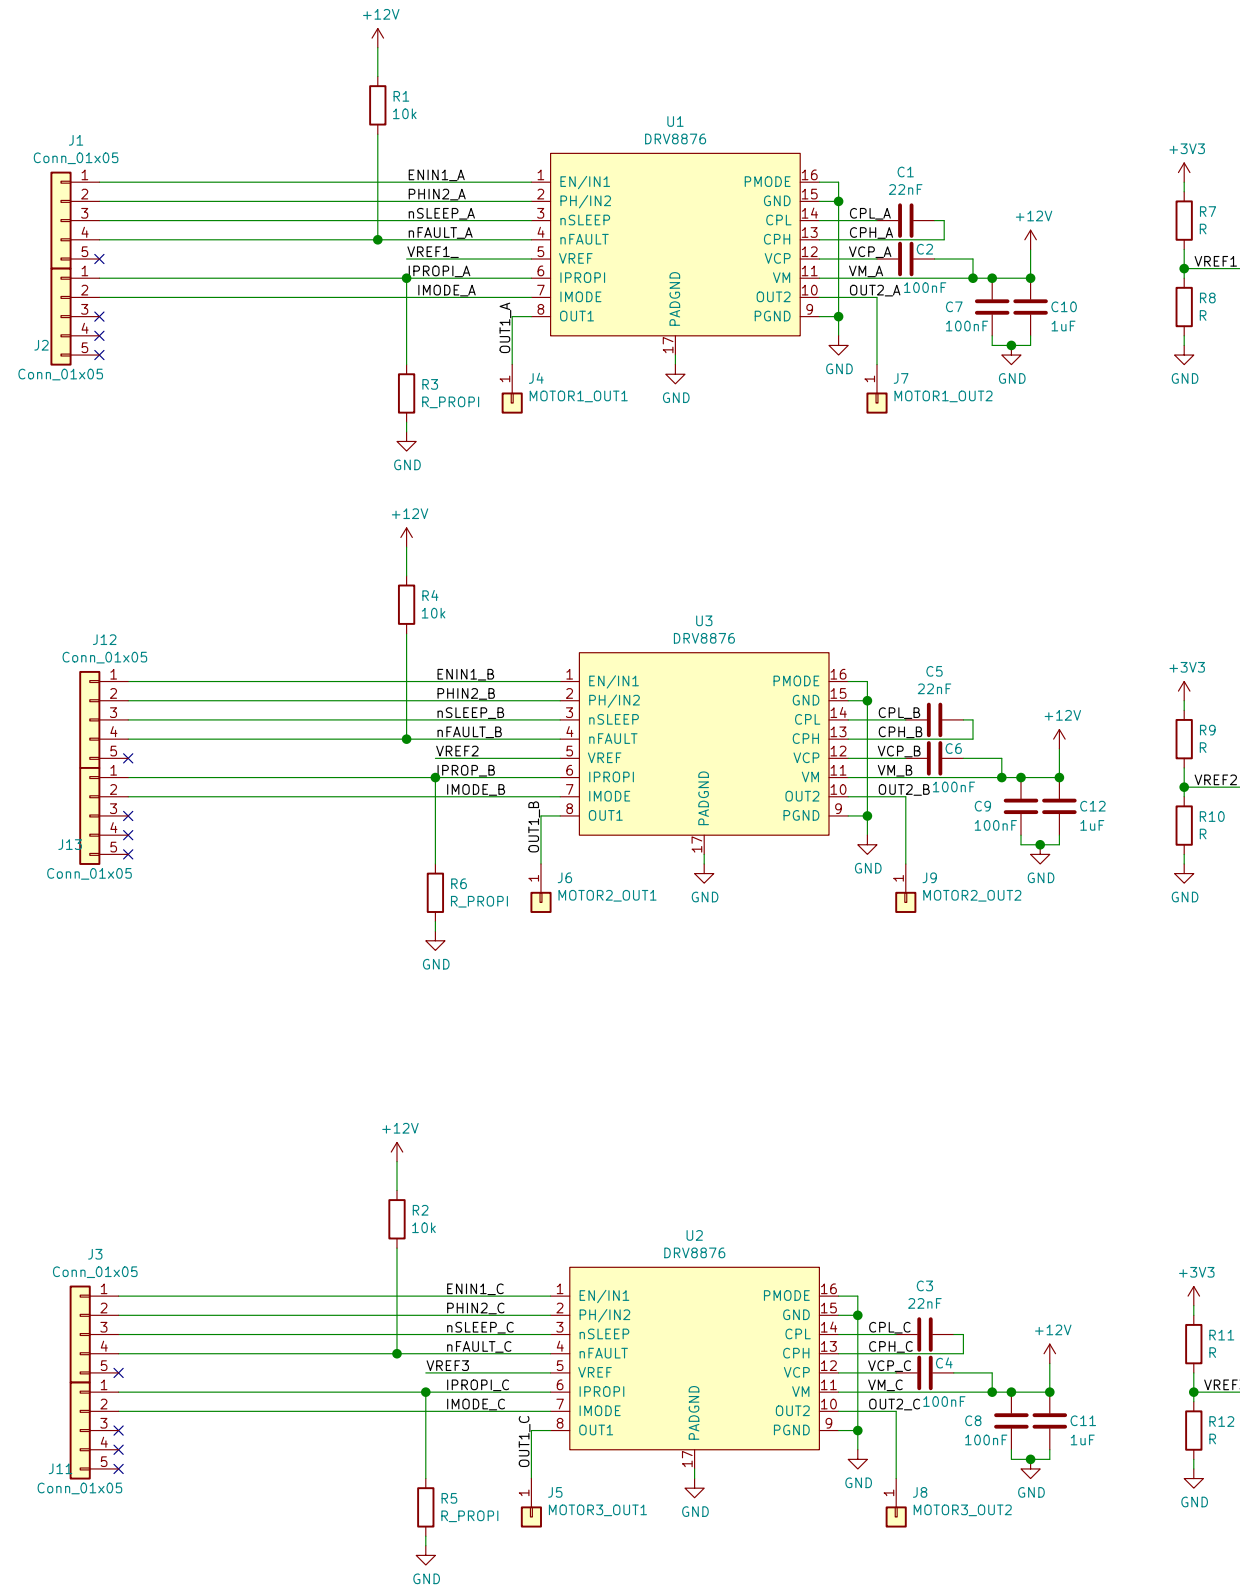 +12V
R1
10k
J1
Conn_01x05
1
2
3
4
5
1
2
3
4
5
J2
Conn_01x05
ENIN1_A
PHIN2_A
nSLEEP_A
nFAULT_A
VREF1_
IPROPI_A
IMODE_A
OUT1_A
R3
R_PROPI
GND
U1
DRV8876
1 EN/IN1
2 PH/IN2
3 nSLEEP
4 nFAULT
5 VREF
6 IPROPI
7 IMODE
8 OUT1
PMODE 16
GND 15
CPL 14
CPH 13
VCP 12
VM 11
OUT2 10
PGND 9
PADGND
17
GND
1
J4
MOTOR1_OUT1
CPL_A
CPH_A
VCP_A
VM_A
OUT2_A
C1
22nF
C2
100nF
GND
1
J7
MOTOR1_OUT2
+12V
C7
100nF
C10
1uF
GND
+3V3
R7
R
VREF1
R8
R
GND
+12V
R4
10k
J12
Conn_01x05
1
2
3
4
5
1
2
3
4
5
J13
Conn_01x05
ENIN1_B
PHIN2_B
nSLEEP_B
nFAULT_B
VREF2
IPROP_B
IMODE_B
OUT1_B
R6
R_PROPI
GND
U3
DRV8876
1 EN/IN1
2 PH/IN2
3 nSLEEP
4 nFAULT
5 VREF
6 IPROPI
7 IMODE
8 OUT1
PMODE 16
GND 15
CPL 14
CPH 13
VCP 12
VM 11
OUT2 10
PGND 9
PADGND
17
GND
1
J6
MOTOR2_OUT1
CPL_B
CPH_B
VCP_B
VM_B
OUT2_B
C5
22nF
C6
100nF
GND
1
J9
MOTOR2_OUT2
+12V
C9
100nF
C12
1uF
GND
+3V3
R9
R
VREF2
R10
R
GND
+12V
R2
10k
J3
Conn_01x05
1
2
3
4
5
1
2
3
4
5
J11
Conn_01x05
ENIN1_C
PHIN2_C
nSLEEP_C
nFAULT_C
VREF3
IPROPI_C
IMODE_C
OUT1_C
R5
R_PROPI
GND
U2
DRV8876
1 EN/IN1
2 PH/IN2
3 nSLEEP
4 nFAULT
5 VREF
6 IPROPI
7 IMODE
8 OUT1
PMODE 16
GND 15
CPL 14
CPH 13
VCP 12
VM 11
OUT2 10
PGND 9
PADGND
17
GND
1
J5
MOTOR3_OUT1
CPL_C
CPH_C
VCP_C
VM_C
OUT2_C
C3
22nF
C4
100nF
GND
1
J8
MOTOR3_OUT2
+12V
C8
100nF
C11
1uF
GND
+3V3
R11
R
R12
R
GND